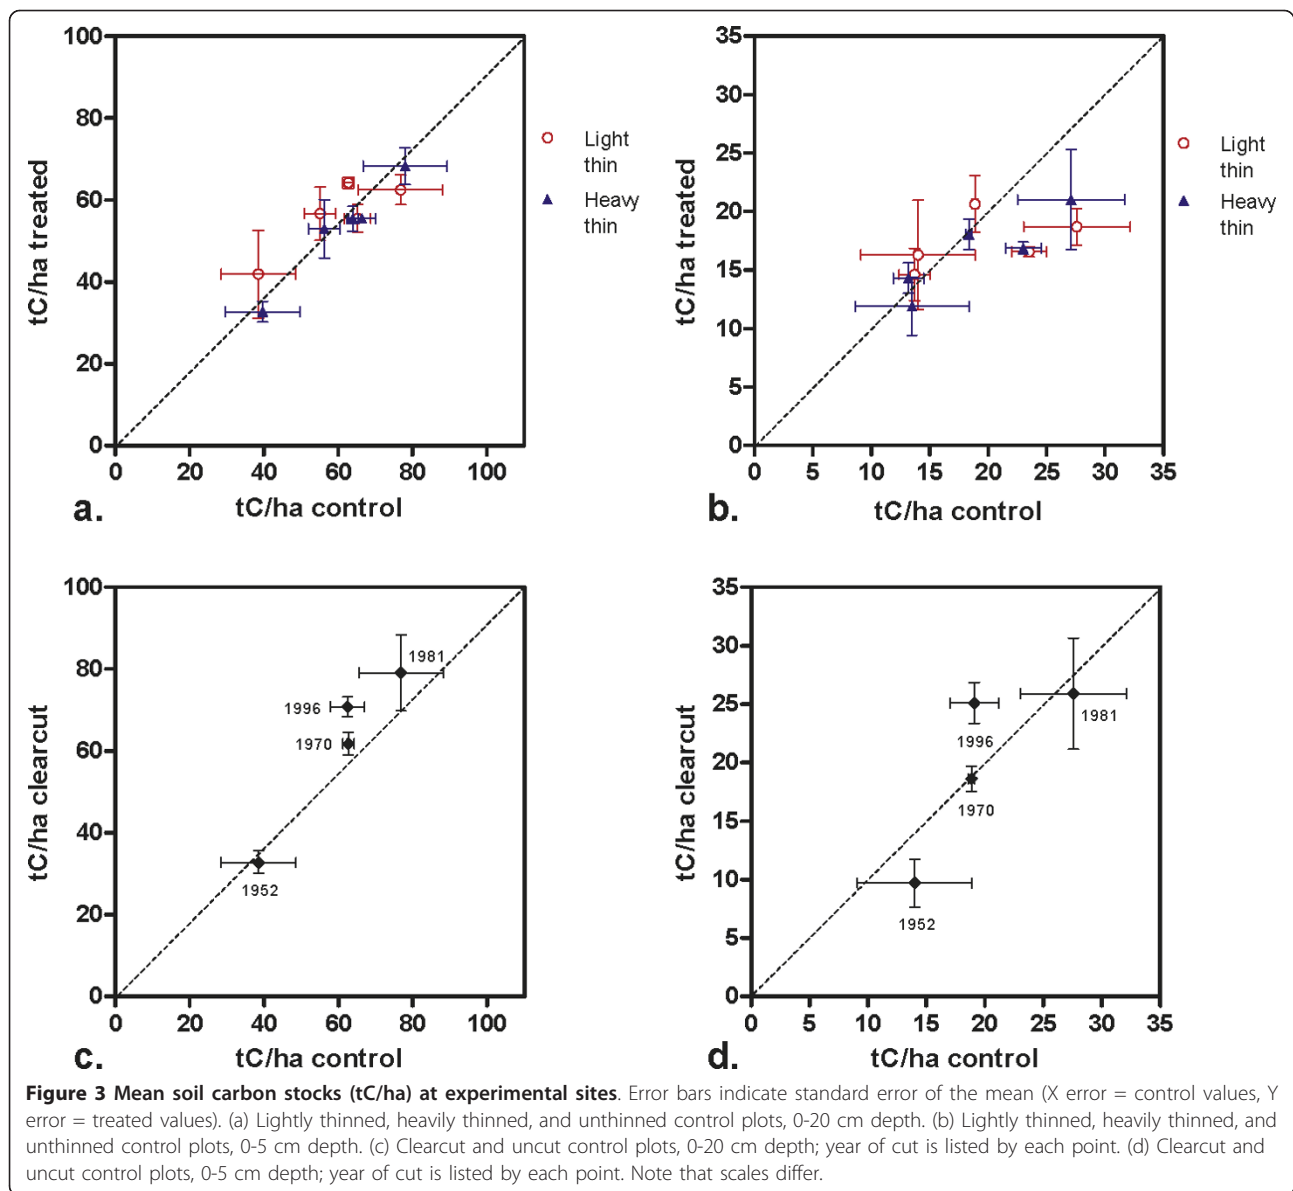 100
80
60
40
20
0
0 20 40 60 80 100
tC/ha treated
tC/ha control
a.
Light
thin
Heavy
thin
35
30
25
20
15
10
5
0
0 5 10 15 20 25 30 35
tC/ha treated
tC/ha control
b.
Light
thin
Heavy
thin
100
80
60
40
20
0
0 20 40 60 80 100
tC/ha clearcut
tC/ha control
c.
1981
1996
1970
1952
35
30
25
20
15
10
5
0
0 5 10 15 20 25 30 35
tC/ha clearcut
tC/ha control
d.
1996
1981
1970
1952
Figure 3 Mean soil carbon stocks (tC/ha) at experimental sites. Error bars indicate standard error of the mean (X error = control values, Y
error = treated values). (a) Lightly thinned, heavily thinned, and unthinned control plots, 0-20 cm depth. (b) Lightly thinned, heavily thinned, and
unthinned control plots, 0-5 cm depth. (c) Clearcut and uncut control plots, 0-20 cm depth; year of cut is listed by each point. (d) Clearcut and
uncut control plots, 0-5 cm depth; year of cut is listed by each point. Note that scales differ.